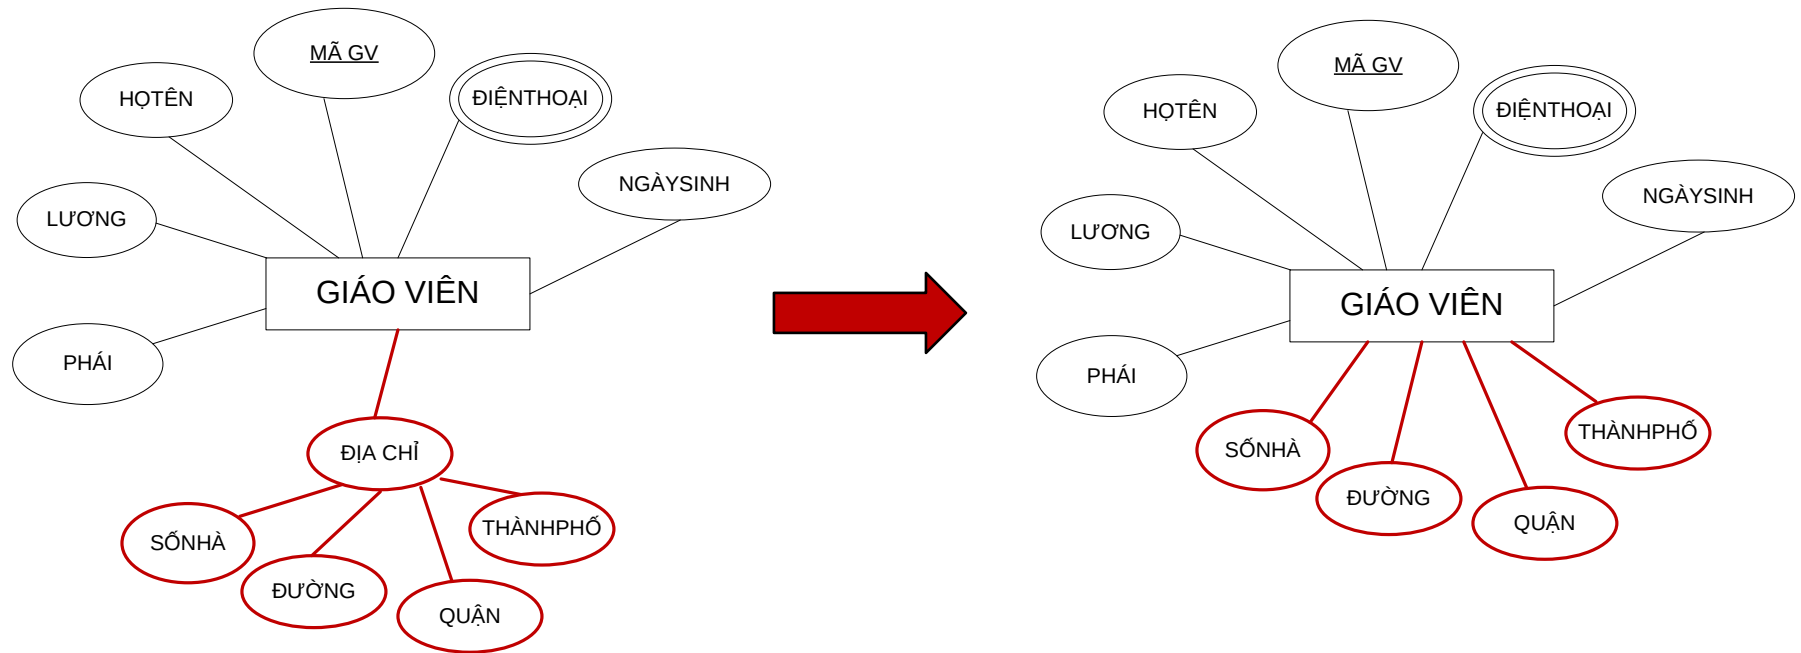 MÃ GV
HỌTÊN
ĐIỆNTHOẠI
NGÀYSINH
LƯƠNG
GIÁO VIÊN
PHÁI
ĐỊA CHỈ
SỐNHÀ
THÀNHPHỐ
ĐƯỜNG
QUẬN
MÃ GV
HỌTÊN
ĐIỆNTHOẠI
NGÀYSINH
LƯƠNG
GIÁO VIÊN
PHÁI
SỐNHÀ
THÀNHPHỐ
ĐƯỜNG
QUẬN